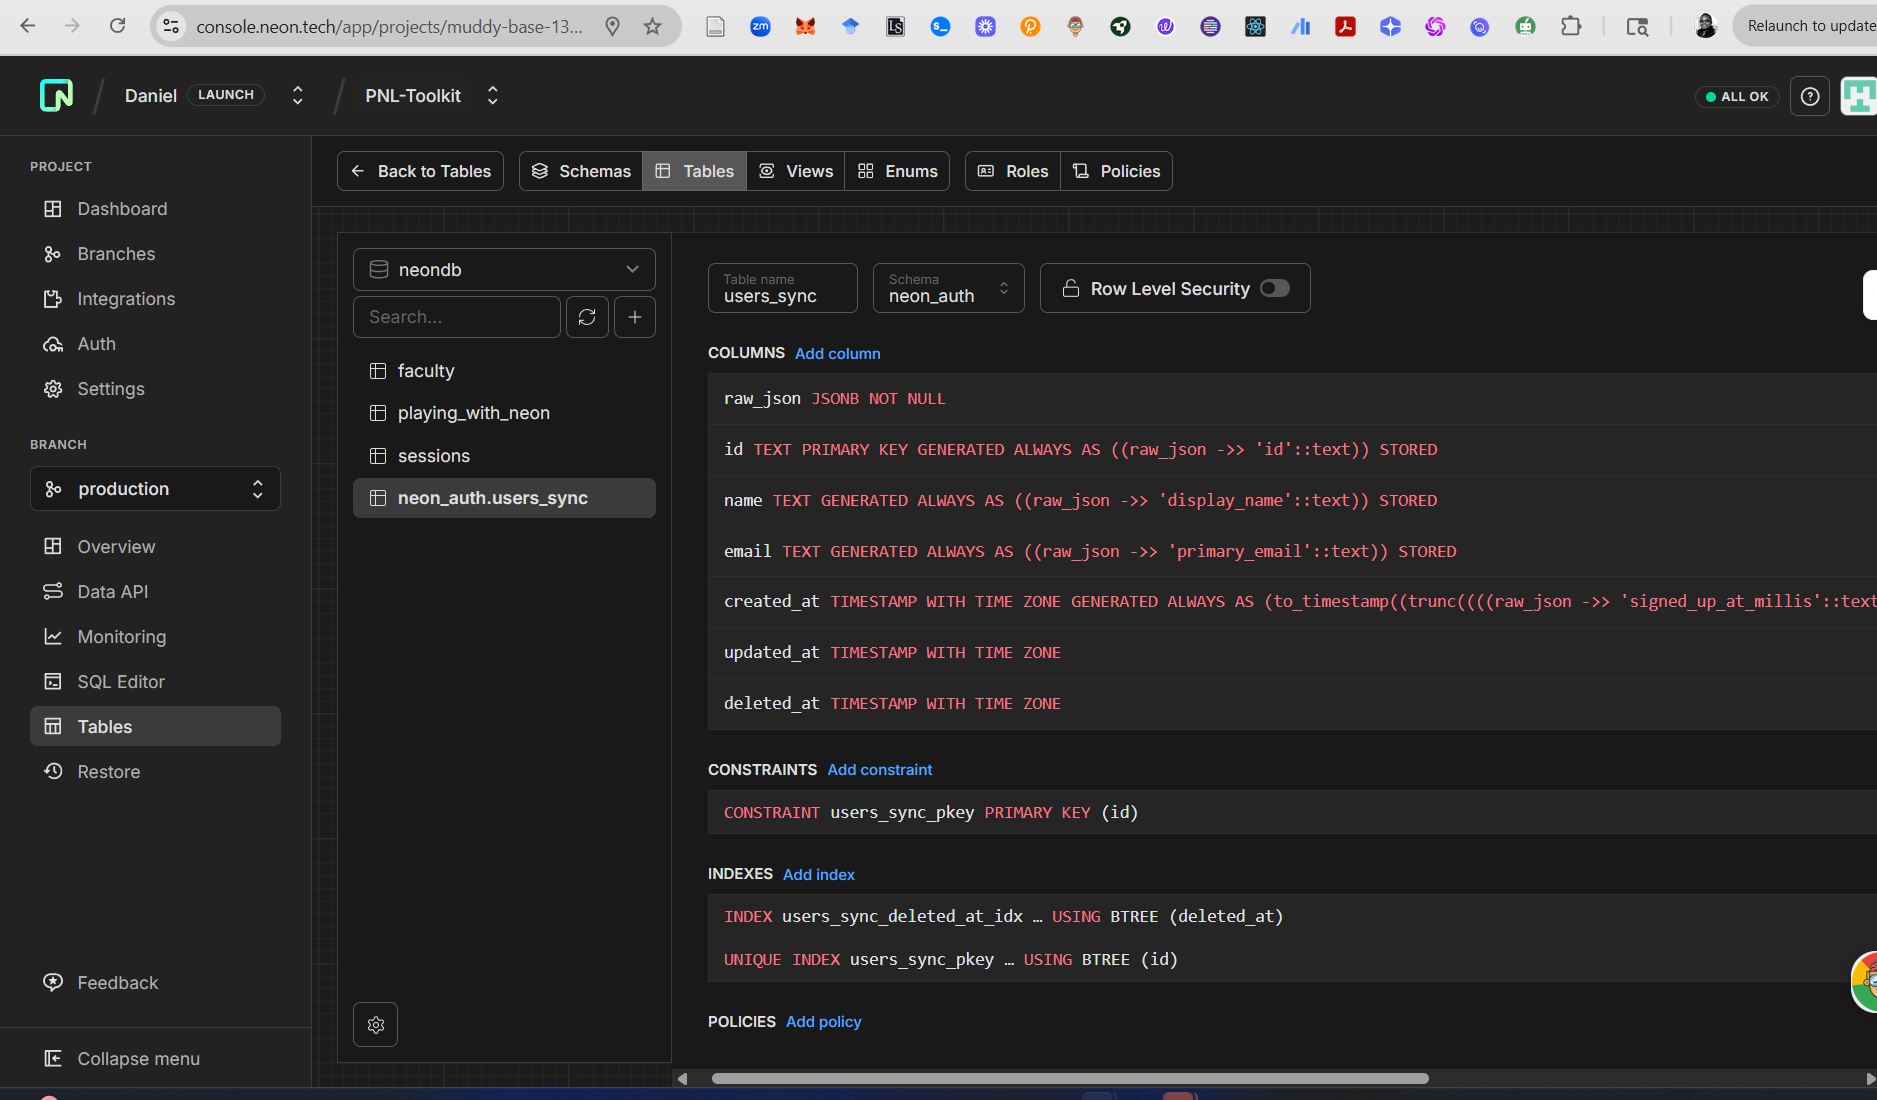 console.neon.tech/app/projects/muddy-base-13...
Relaunch to update
Daniel LAUNCH
PNL-Toolkit
ALL OK
PROJECT
Dashboard
Branches
Integrations
Auth
Settings
BRANCH
production
Overview
Data API
Monitoring
SQL Editor
Tables
Restore
Feedback
Collapse menu
Back to Tables
Schemas
Tables
Views
Enums
Roles
Policies
neondb
Search...
faculty
playing_with_neon
sessions
neon_auth.users_sync
Table name
users_sync
Schema
neon_auth
Row Level Security
COLUMNS Add column
raw_json JSONB NOT NULL
id TEXT PRIMARY KEY GENERATED ALWAYS AS ((raw_json ->> 'id'::text)) STORED
name TEXT GENERATED ALWAYS AS ((raw_json ->> 'display_name'::text)) STORED
email TEXT GENERATED ALWAYS AS ((raw_json ->> 'primary_email'::text)) STORED
created_at TIMESTAMP WITH TIME ZONE GENERATED ALWAYS AS (to_timestamp((trunc((((raw_json ->> 'signed_up_at_millis'::text
updated_at TIMESTAMP WITH TIME ZONE
deleted_at TIMESTAMP WITH TIME ZONE
CONSTRAINTS Add constraint
CONSTRAINT users_sync_pkey PRIMARY KEY (id)
INDEXES Add index
INDEX users_sync_deleted_at_idx … USING BTREE (deleted_at)
UNIQUE INDEX users_sync_pkey … USING BTREE (id)
POLICIES Add policy